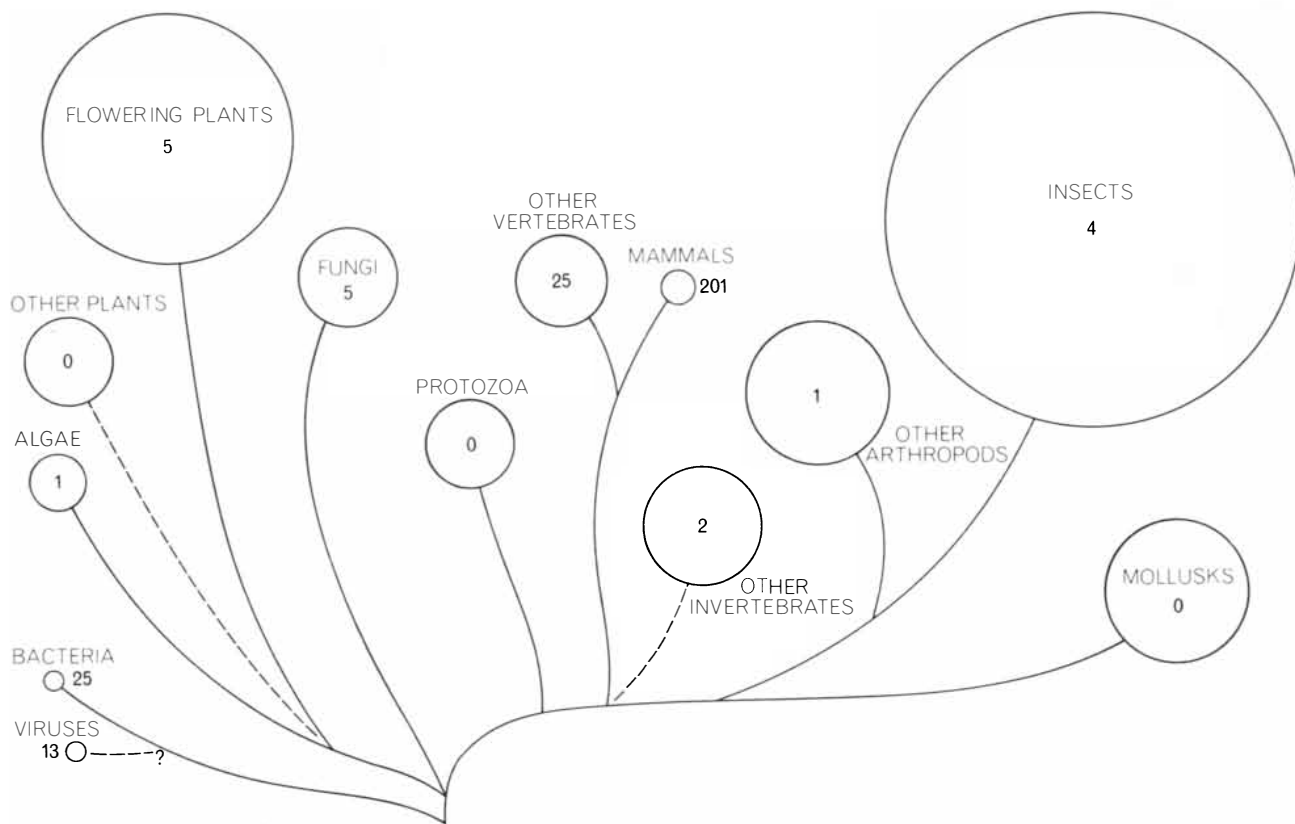 FLOWERING PLANTS
5
INSECTS
4
OTHER
VERTEBRATES
25
MAMMALS
201
FUNGI
5
OTHER PLANTS
0
PROTOZOA
0
1
OTHER
ARTHROPODS
ALGAE
1
2
OTHER
INVERTEBRATES
MOLLUSKS
0
BACTERIA
25
VIRUSES
13
?